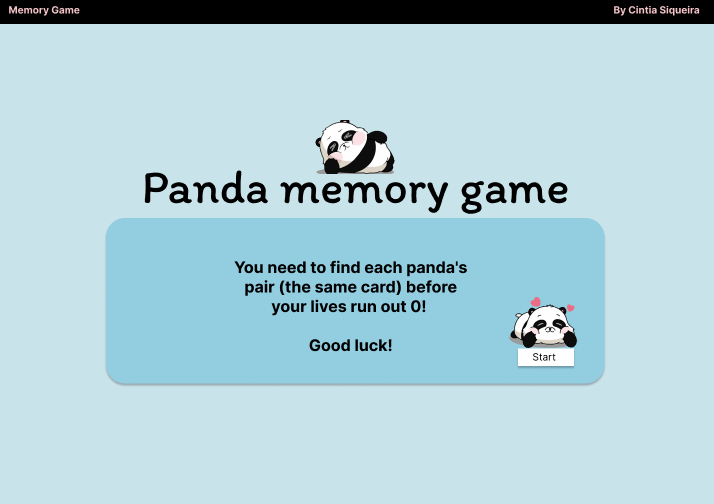 Memory Game
By Cintia Siqueira
Panda memory game
You need to find each panda's
pair (the same card) before
your lives run out 0!
Good luck!
Start